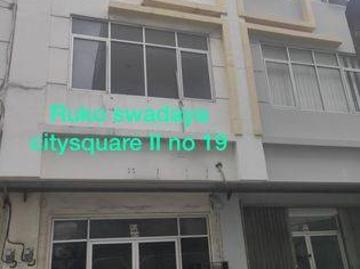 Ruko swadaya
citysquare II no 19